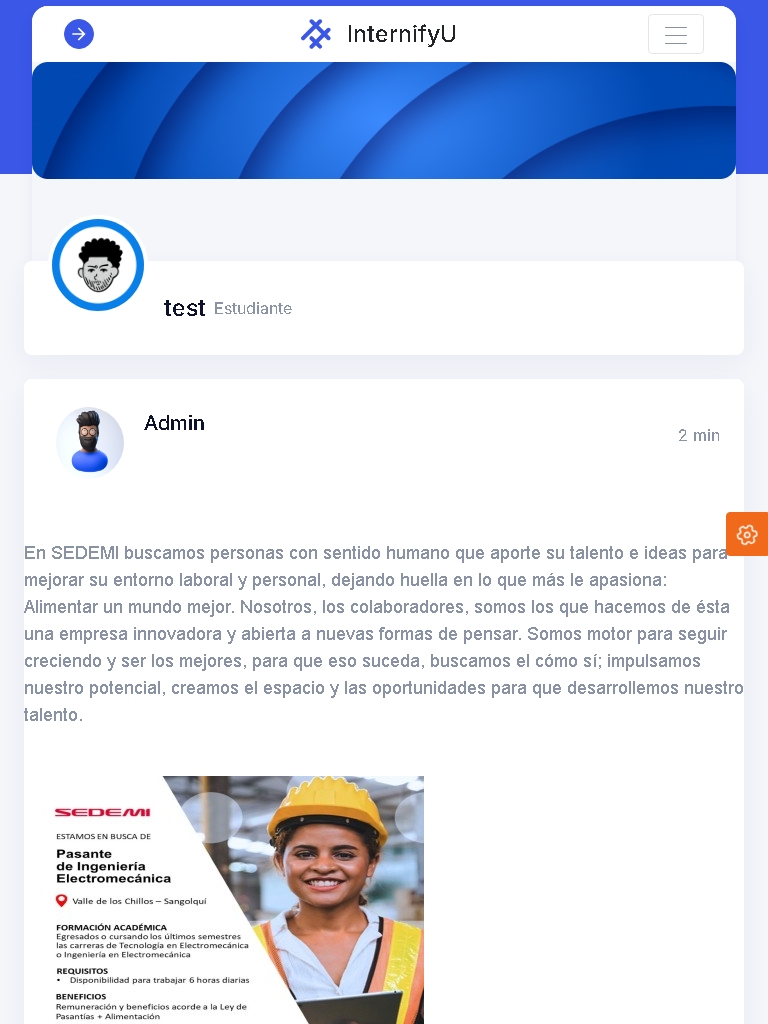 InternifyU
test Estudiante
Admin
2 min
En SEDEMI buscamos personas con sentido humano que aporte su talento e ideas para
mejorar su entorno laboral y personal, dejando huella en lo que más le apasiona:
Alimentar un mundo mejor. Nosotros, los colaboradores, somos los que hacemos de ésta
una empresa innovadora y abierta a nuevas formas de pensar. Somos motor para seguir
creciendo y ser los mejores, para que eso suceda, buscamos el cómo sí; impulsamos
nuestro potencial, creamos el espacio y las oportunidades para que desarrollemos nuestro
talento.
SEDEMI
ESTAMOS EN BUSCA DE
Pasante
de Ingeniería
Electromecánica
Valle de los Chillos – Sangolquí
FORMACIÓN ACADÉMICA
Egresados o cursando los últimos semestres
las carreras de Tecnología en Electromecánica
o Ingeniería en Electromecánica
REQUISITOS
• Disponibilidad para trabajar 6 horas diarias
BENEFICIOS
Remuneración y beneficios acorde a la Ley de
Pasantías + Alimentación